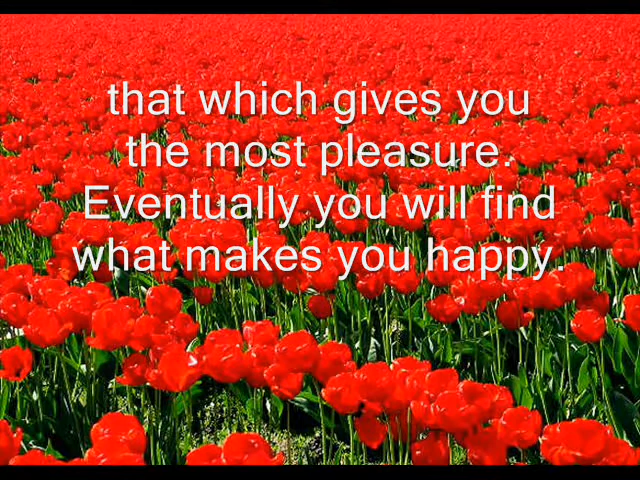 that which gives you
the most pleasure.
Eventually you will find
what makes you happy.